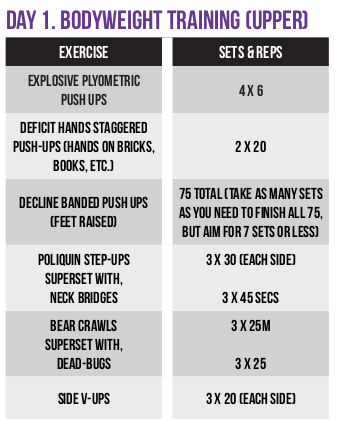 DAY 1. BODYWEIGHT TRAINING (UPPER)
EXERCISE
SETS & REPS
EXPLOSIVE PLYOMETRIC
PUSH UPS
4 X 6
DEFICIT HANDS STAGGERED
PUSH-UPS (HANDS ON BRICKS,
BOOKS, ETC.)
2 X 20
DECLINE BANDED PUSH UPS
(FEET RAISED)
75 TOTAL (TAKE AS MANY SETS
AS YOU NEED TO FINISH ALL 75,
BUT AIM FOR 7 SETS OR LESS)
POLIQUIN STEP-UPS
SUPERSET WITH,
NECK BRIDGES
3 X 30 (EACH SIDE)
3 X 45 SECS
BEAR CRAWLS
SUPERSET WITH,
DEAD-BUGS
3 X 25M
3 X 25
SIDE V-UPS
3 X 20 (EACH SIDE)